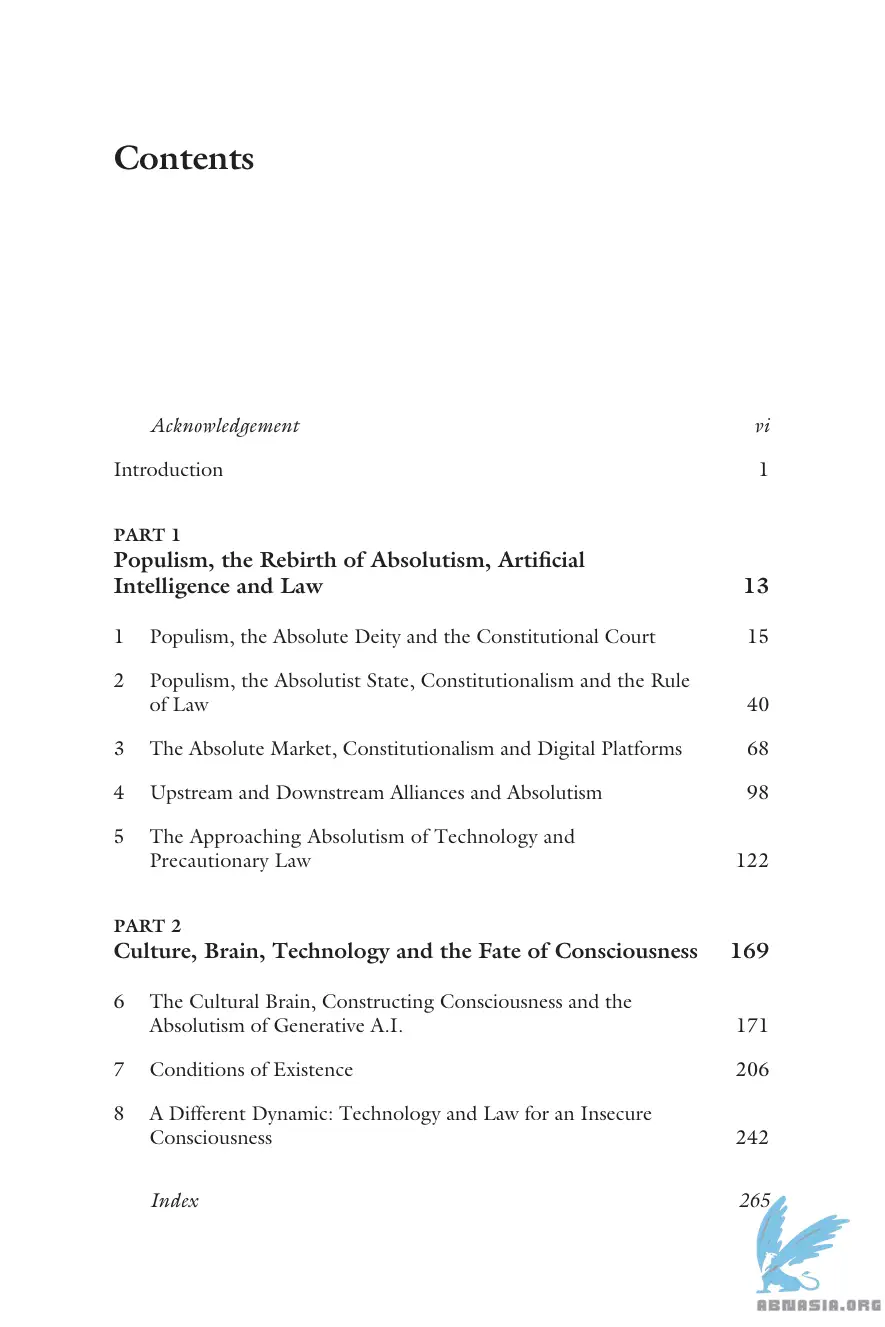 Contents
Acknowledgement vi
Introduction 1
PART 1
Populism, the Rebirth of Absolutism, Artificial
Intelligence and Law 13
1 Populism, the Absolute Deity and the Constitutional Court 15
2 Populism, the Absolutist State, Constitutionalism and the Rule
of Law 40
3 The Absolute Market, Constitutionalism and Digital Platforms 68
4 Upstream and Downstream Alliances and Absolutism 98
5 The Approaching Absolutism of Technology and
Precautionary Law 122
PART 2
Culture, Brain, Technology and the Fate of Consciousness 169
6 The Cultural Brain, Constructing Consciousness and the
Absolutism of Generative A.I. 171
7 Conditions of Existence 206
8 A Different Dynamic: Technology and Law for an Insecure
Consciousness 242
Index 265
ABNASIA.ORG